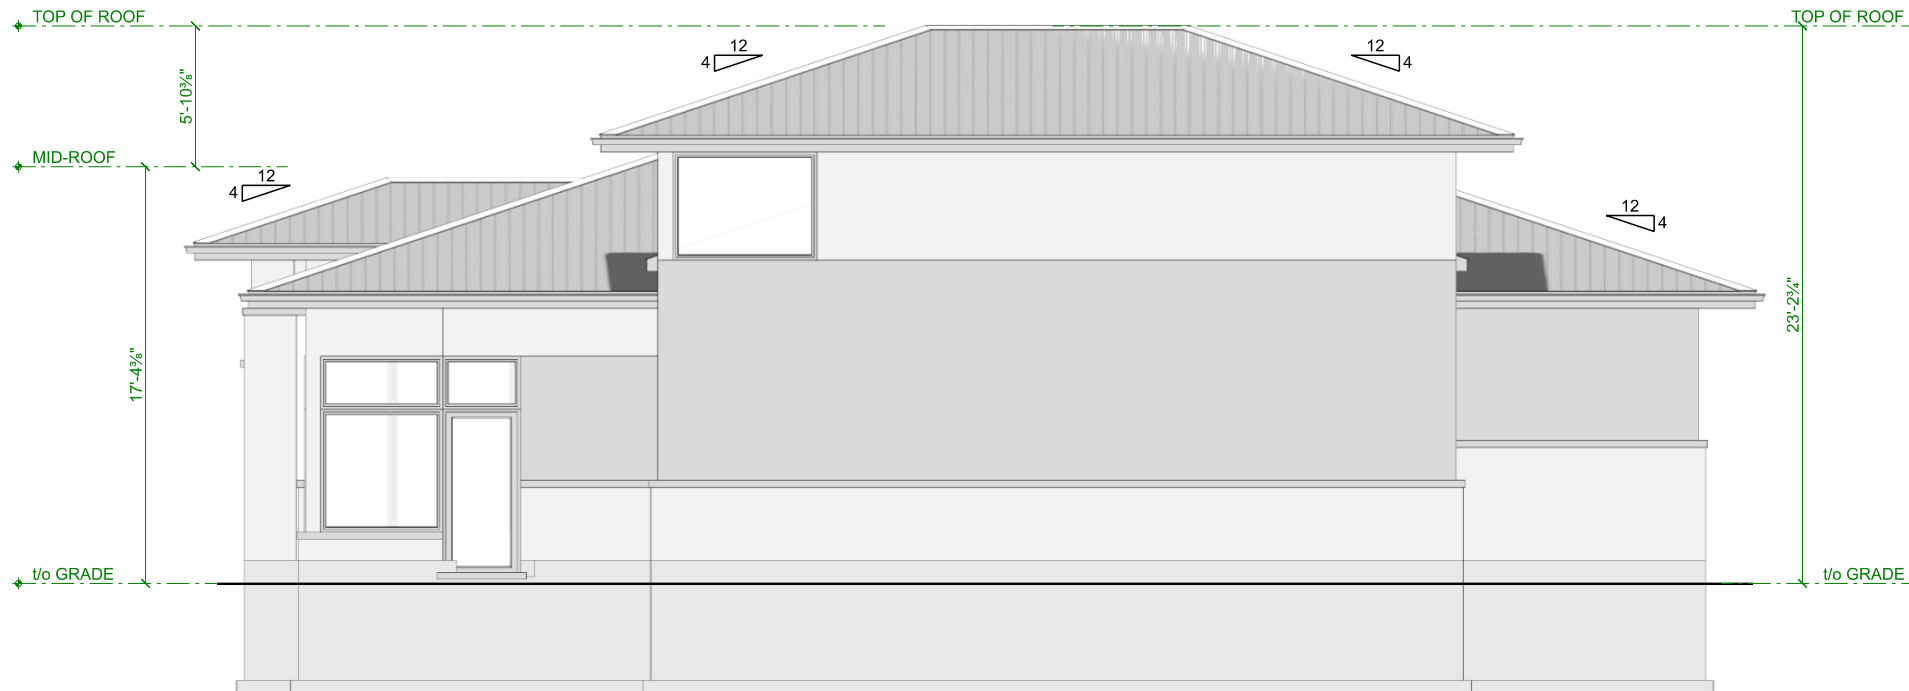 TOP OF ROOF
TOP OF ROOF
12
4
12
4
5'-10⅜"
MID-ROOF
12
4
12
4
23'-2¾"
17'-4⅜"
t/o GRADE
t/o GRADE